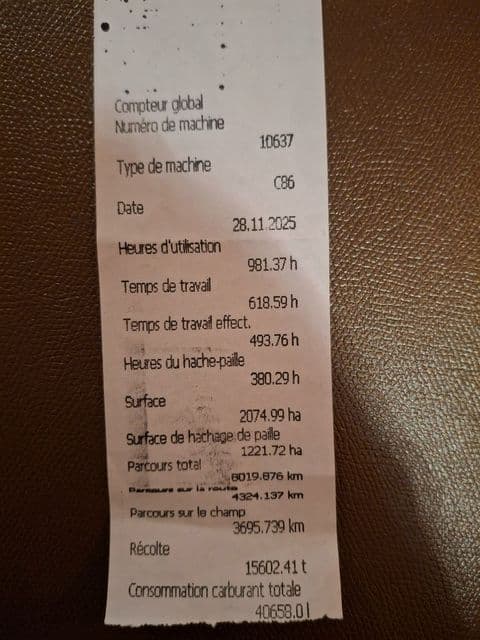 Compteur global
Numéro de machine
10637
Type de machine
C86
Date
28.11.2025
Heures d'utilisation
981.37 h
Temps de travail
618.59 h
Temps de travail effect.
493.76 h
Heures du hache-paille
380.29 h
Surface
2074.99 ha
Surface de hachage de paille
1221.72 ha
Parcours total
8019.876 km
Parcours sur la route
4324.137 km
Parcours sur le champ
3695.739 km
Récolte
15602.41 t
Consommation carburant totale
40658.0 l